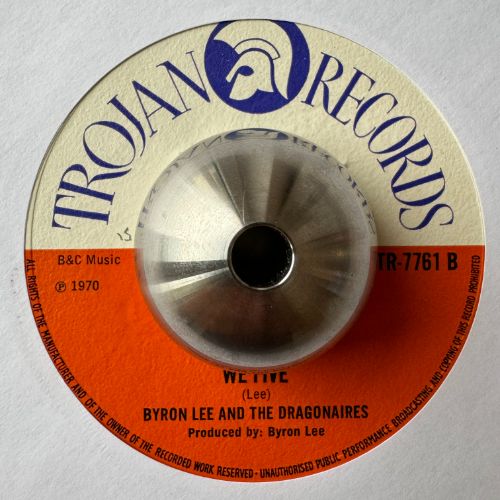 TROJAN RECORDS
B&C Music
TR-7761 B
℗ 1970
WE FIVE
(Lee)
BYRON LEE AND THE DRAGONAIRES
Produced by: Byron Lee
ALL RIGHTS OF THE MANUFACTURER AND OF THE OWNER OF THE RECORDED WORK RESERVED - UNAUTHORISED PUBLIC PERFORMANCE BROADCASTING AND COPYING OF THIS RECORD PROHIBITED